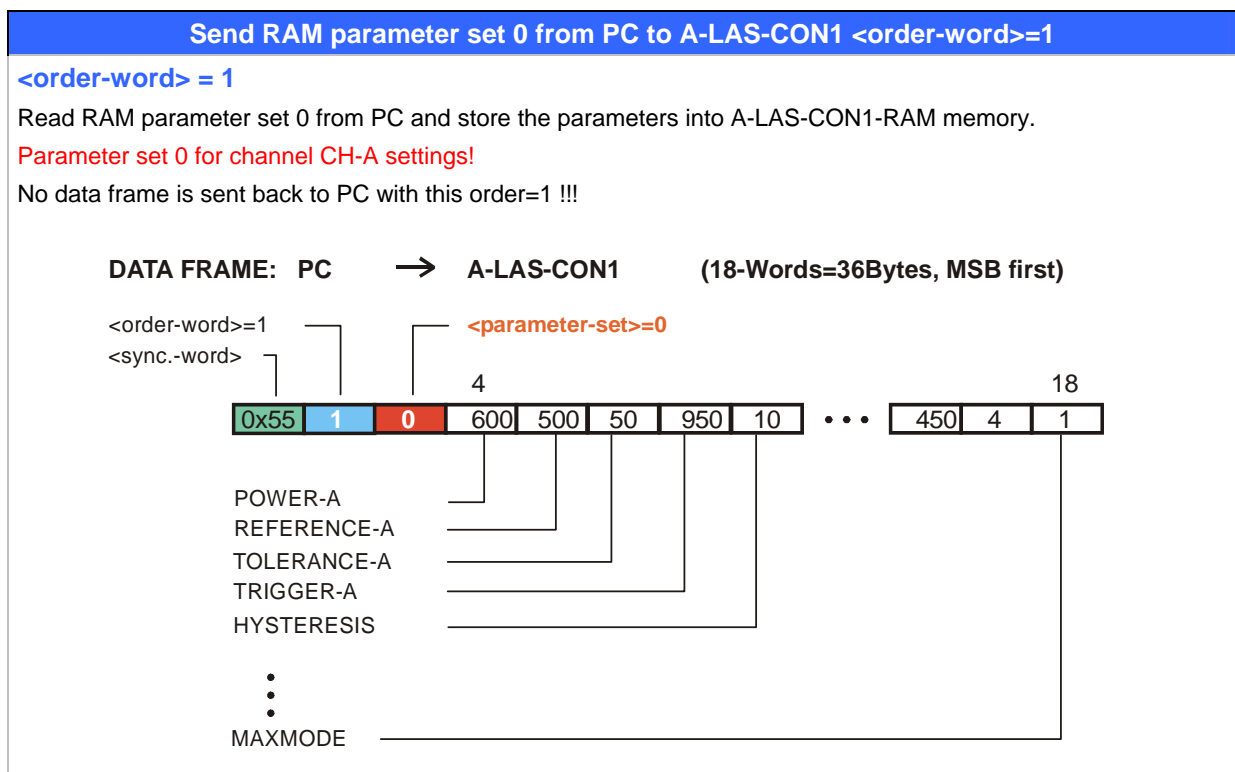 Send RAM parameter set 0 from PC to A-LAS-CON1 <order-word>=1
<order-word> = 1
Read RAM parameter set 0 from PC and store the parameters into A-LAS-CON1-RAM memory.
Parameter set 0 for channel CH-A settings!
No data frame is sent back to PC with this order=1 !!!
DATA FRAME: PC → A-LAS-CON1 (18-Words=36Bytes, MSB first)
<order-word>=1 <parameter-set>=0
<sync.-word>
4 18
0x55 1 0 600 500 50 950 10 ••• 450 4 1
POWER-A
REFERENCE-A
TOLERANCE-A
TRIGGER-A
HYSTERESIS
MAXMODE